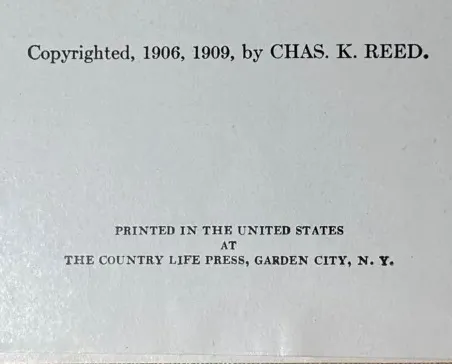 Copyrighted, 1906, 1909, by CHAS. K. REED.
PRINTED IN THE UNITED STATES
AT
THE COUNTRY LIFE PRESS, GARDEN CITY, N. Y.